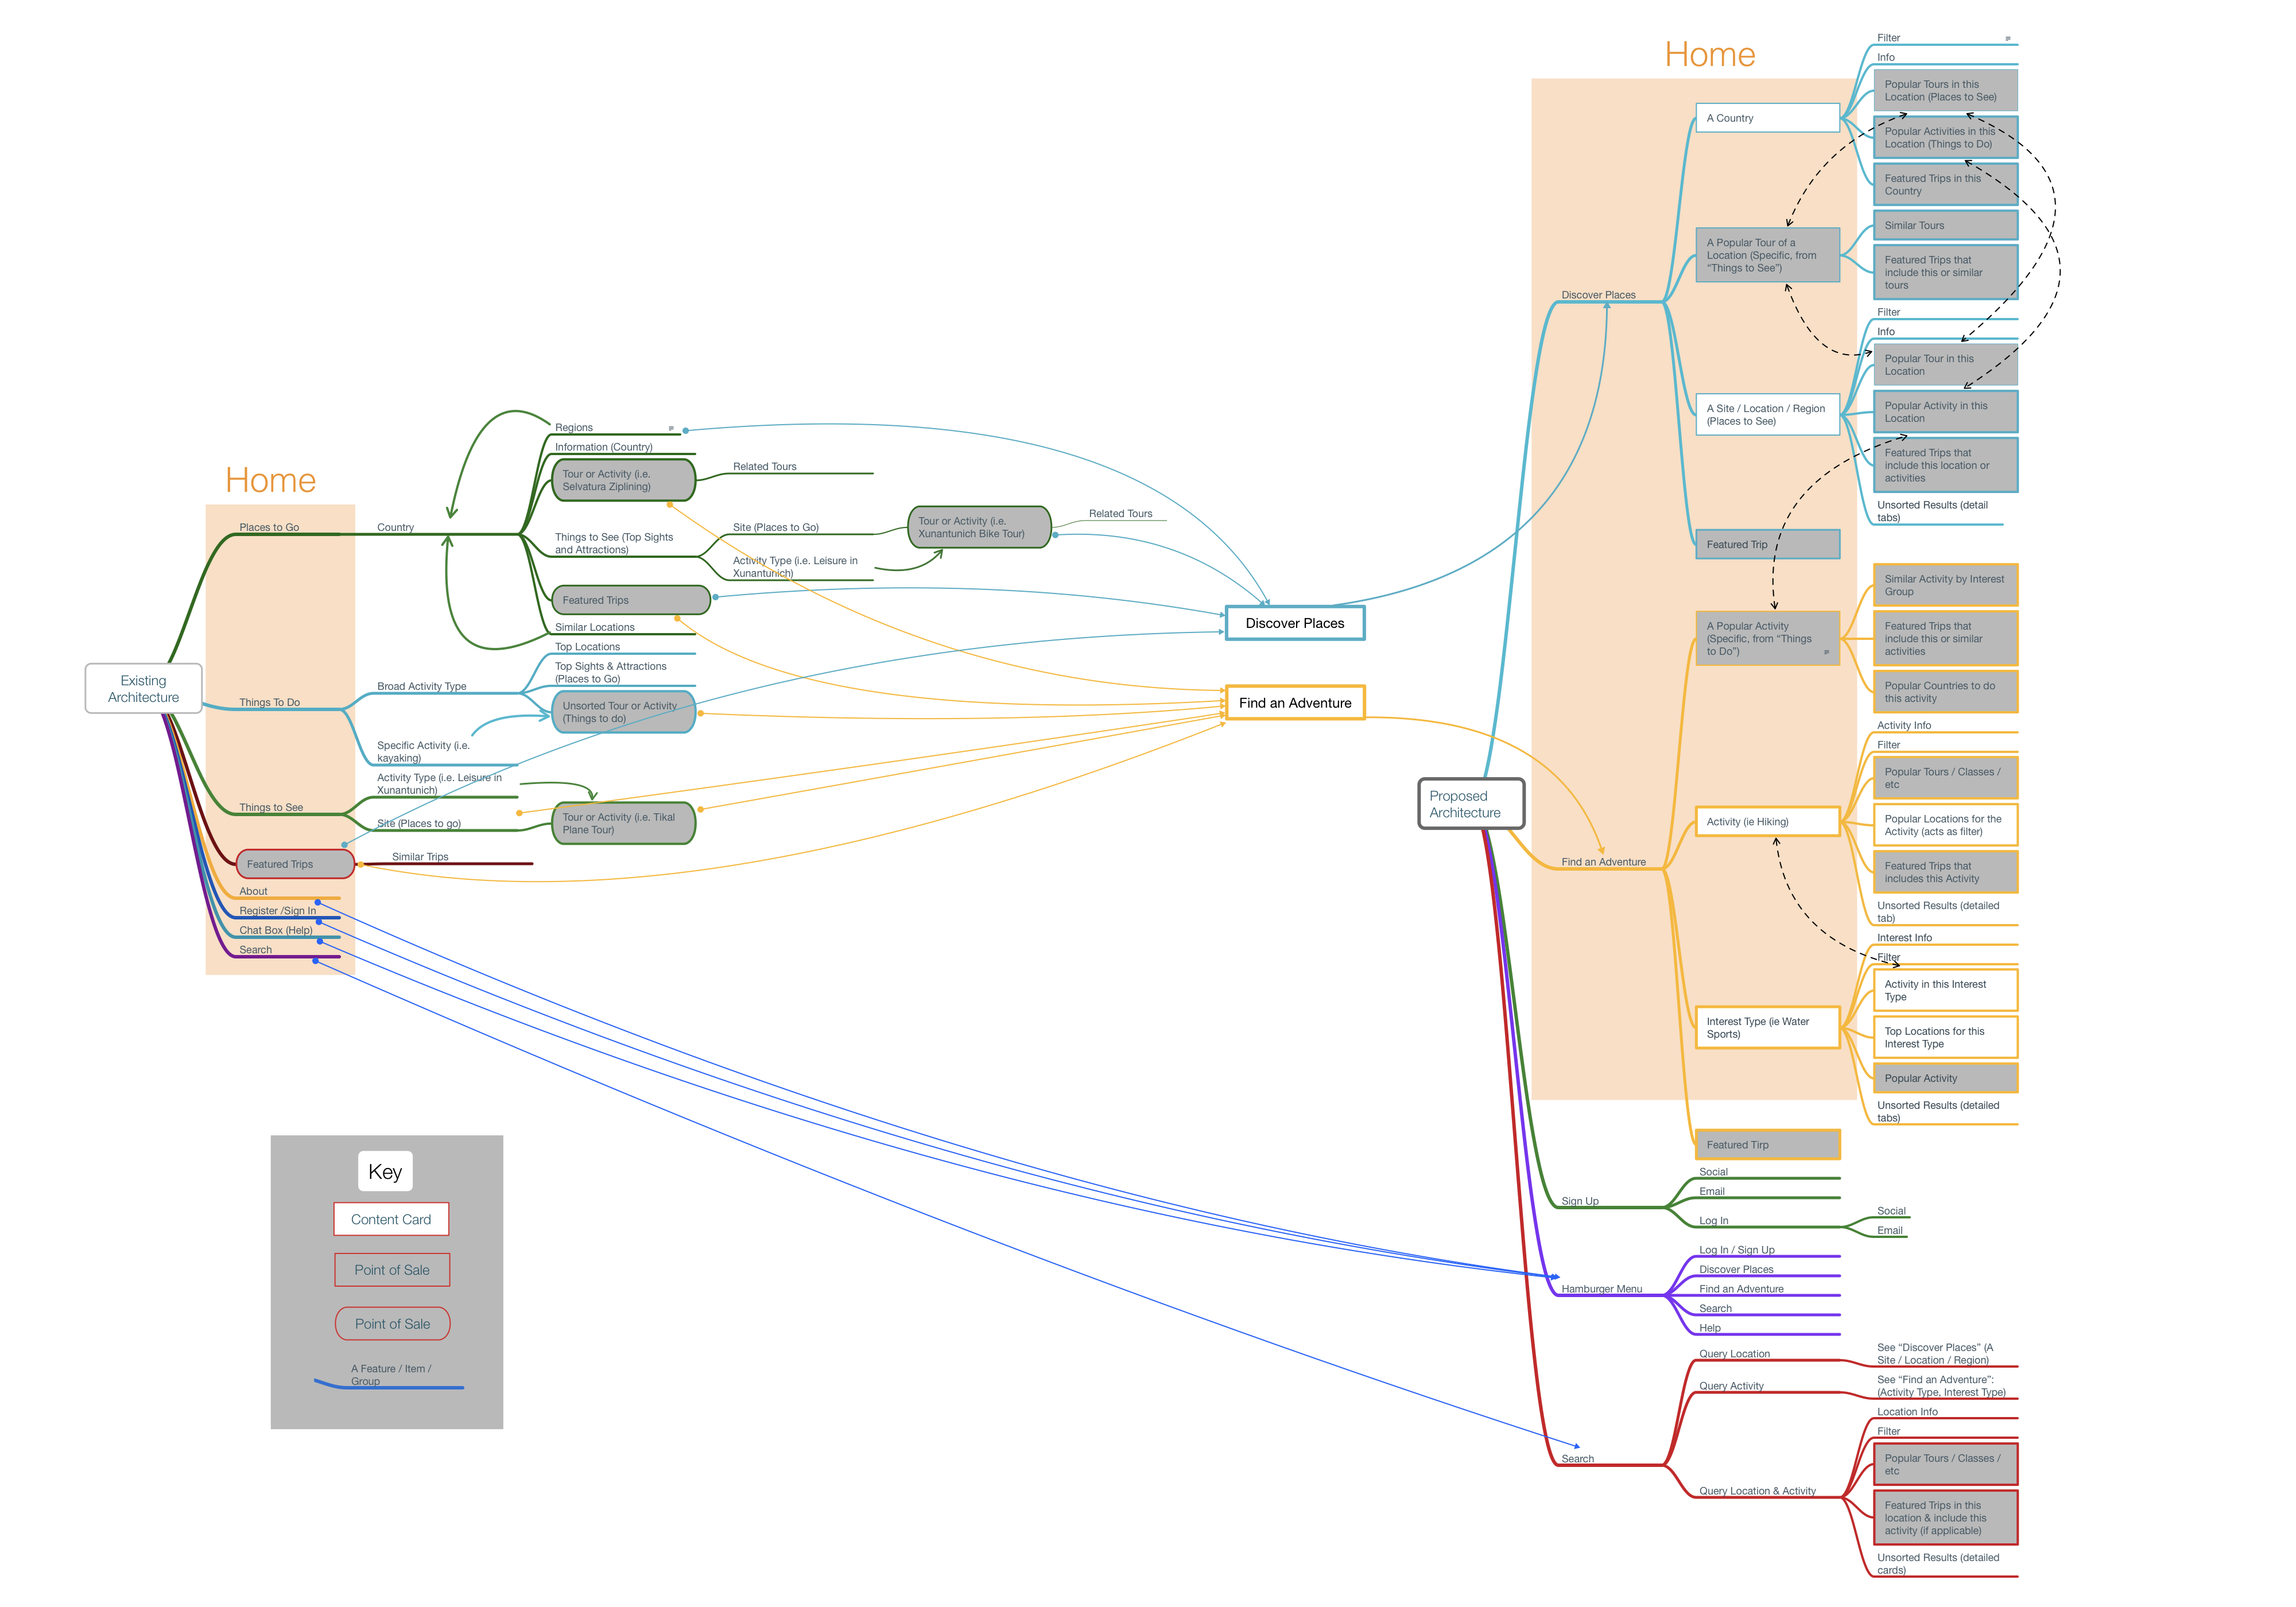 Home
Places to Go
Country
Regions
Information (Country)
Tour or Activity (i.e.
Selvatura Ziplining)
Related Tours
Things to See (Top Sights
and Attractions)
Site (Places to Go)
Tour or Activity (i.e.
Xunantunich Bike Tour)
Related Tours
Activity Type (i.e. Leisure in
Xunantunich)
Featured Trips
Similar Locations
Existing
Architecture
Things To Do
Broad Activity Type
Top Locations
Top Sights & Attractions
(Places to Go)
Unsorted Tour or Activity
(Things to do)
Specific Activity (i.e.
kayaking)
Things to See
Activity Type (i.e. Leisure in
Xunantunich)
Site (Places to go)
Tour or Activity (i.e. Tikal
Plane Tour)
Featured Trips
Similar Trips
About
Register /Sign In
Chat Box (Help)
Search
Key
Content Card
Point of Sale
Point of Sale
A Feature / Item /
Group
Discover Places
Find an Adventure
Proposed
Architecture
Home
Discover Places
A Country
Filter
Info
Popular Tours in this
Location (Places to See)
Popular Activities in this
Location (Things to Do)
Featured Trips in this
Country
A Popular Tour of a
Location (Specific, from
“Things to See”)
Similar Tours
Featured Trips that
include this or similar
tours
A Site / Location / Region
(Places to See)
Filter
Info
Popular Tour in this
Location
Popular Activity in this
Location
Featured Trips that
include this location or
activities
Unsorted Results (detail
tabs)
Featured Trip
Find an Adventure
A Popular Activity
(Specific, from “Things
to Do”)
Similar Activity by Interest
Group
Featured Trips that
include this or similar
activities
Popular Countries to do
this activity
Activity (ie Hiking)
Activity Info
Filter
Popular Tours / Classes /
etc
Popular Locations for the
Activity (acts as filter)
Featured Trips that
includes this Activity
Unsorted Results (detailed
tab)
Interest Type (ie Water
Sports)
Interest Info
Filter
Activity in this Interest
Type
Top Locations for this
Interest Type
Popular Activity
Unsorted Results (detailed
tabs)
Featured Tirp
Sign Up
Social
Email
Log In
Social
Email
Hamburger Menu
Log In / Sign Up
Discover Places
Find an Adventure
Search
Help
Search
Query Location
See “Discover Places” (A
Site / Location / Region)
Query Activity
See “Find an Adventure”:
(Activity Type, Interest Type)
Query Location & Activity
Location Info
Filter
Popular Tours / Classes /
etc
Featured Trips in this
location & include this
activity (if applicable)
Unsorted Results (detailed
cards)